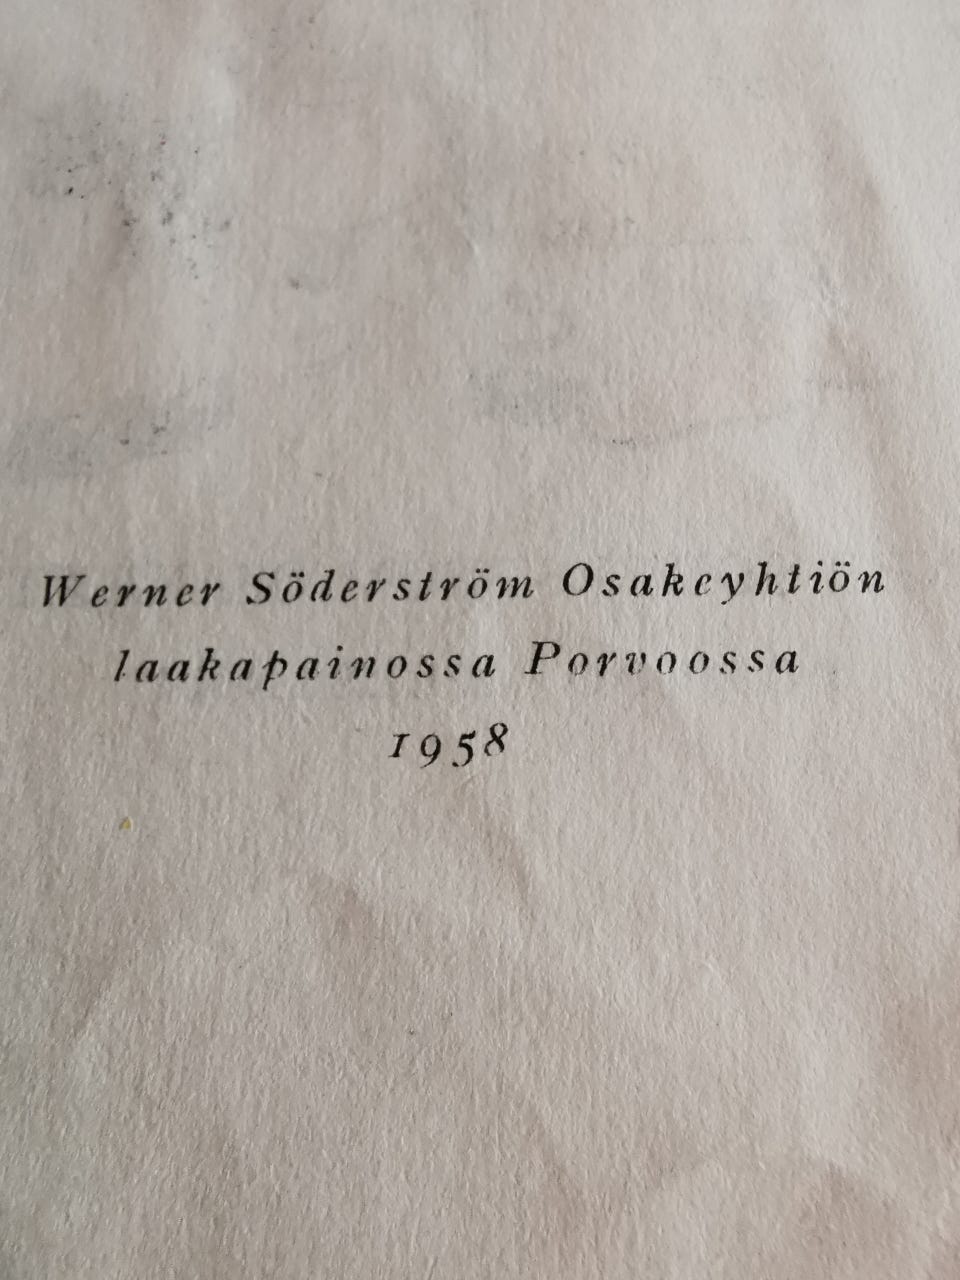 Werner Söderström Osakeyhtiön
laakapainossa Porvoossa
1958